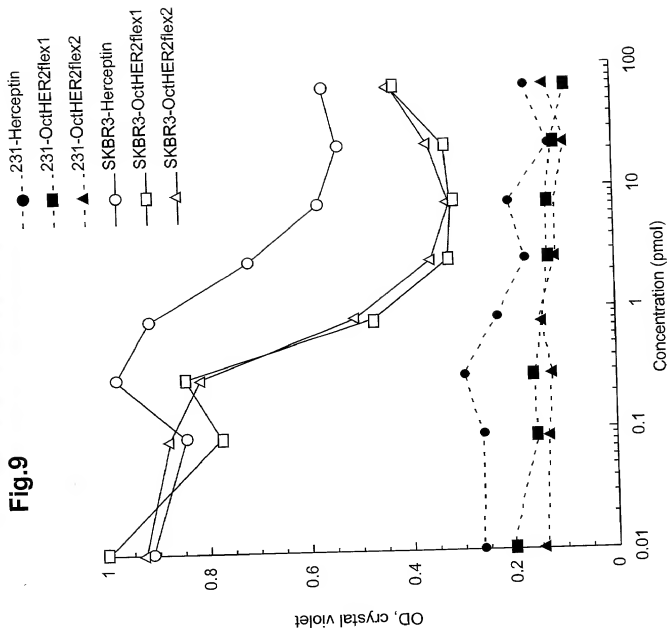 Fig.9
231-Herceptin
231-OctHER2flex1
231-OctHER2flex2
SKBR3-Herceptin
SKBR3-OctHER2flex1
SKBR3-OctHER2flex2
OD, crystal violet
1
0.8
0.6
0.4
0.2
0
0.01
0.1
1
10
100
Concentration (pmol)